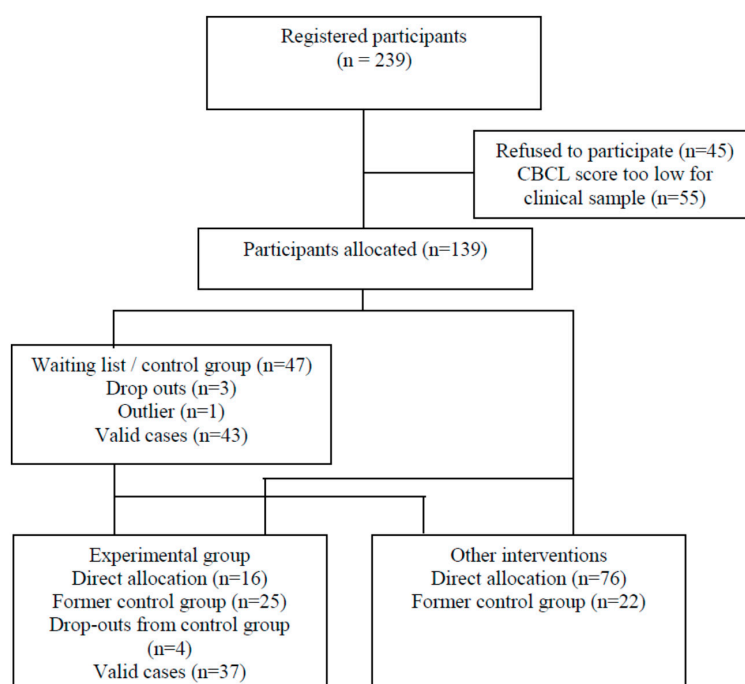 Registered participants
(n = 239)
Refused to participate (n=45)
CBCL score too low for
clinical sample (n=55)
Participants allocated (n=139)
Waiting list / control group (n=47)
Drop outs (n=3)
Outlier (n=1)
Valid cases (n=43)
Experimental group
Direct allocation (n=16)
Former control group (n=25)
Drop-outs from control group
(n=4)
Valid cases (n=37)
Other interventions
Direct allocation (n=76)
Former control group (n=22)